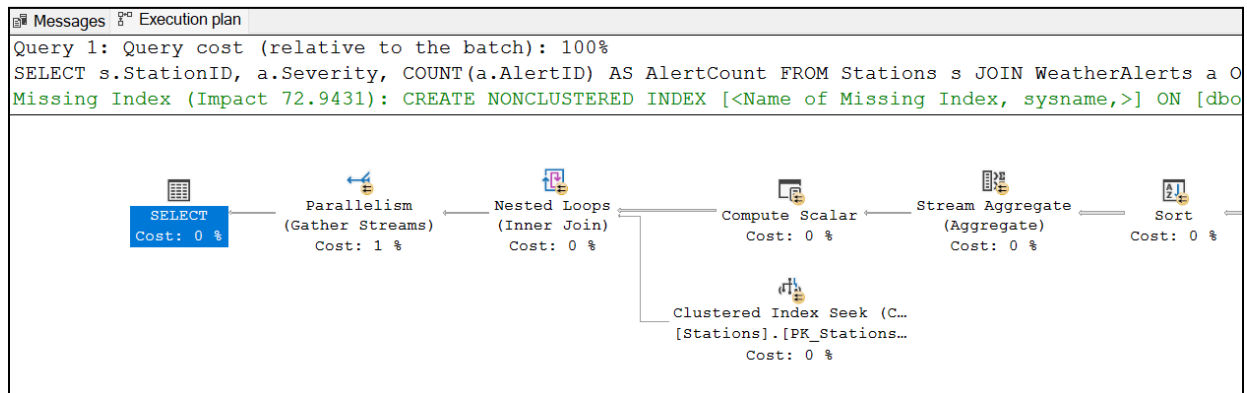 Messages Execution plan
Query 1: Query cost (relative to the batch): 100%
SELECT s.StationID, a.Severity, COUNT(a.AlertID) AS AlertCount FROM Stations s JOIN WeatherAlerts a O
Missing Index (Impact 72.9431): CREATE NONCLUSTERED INDEX [<Name of Missing Index, sysname,>] ON [dbo
SELECT
Cost: 0 %
Parallelism
(Gather Streams)
Cost: 1 %
Nested Loops
(Inner Join)
Cost: 0 %
Compute Scalar
Cost: 0 %
Stream Aggregate
(Aggregate)
Cost: 0 %
Sort
Cost: 0 %
Clustered Index Seek (C…
[Stations].[PK_Stations…
Cost: 0 %